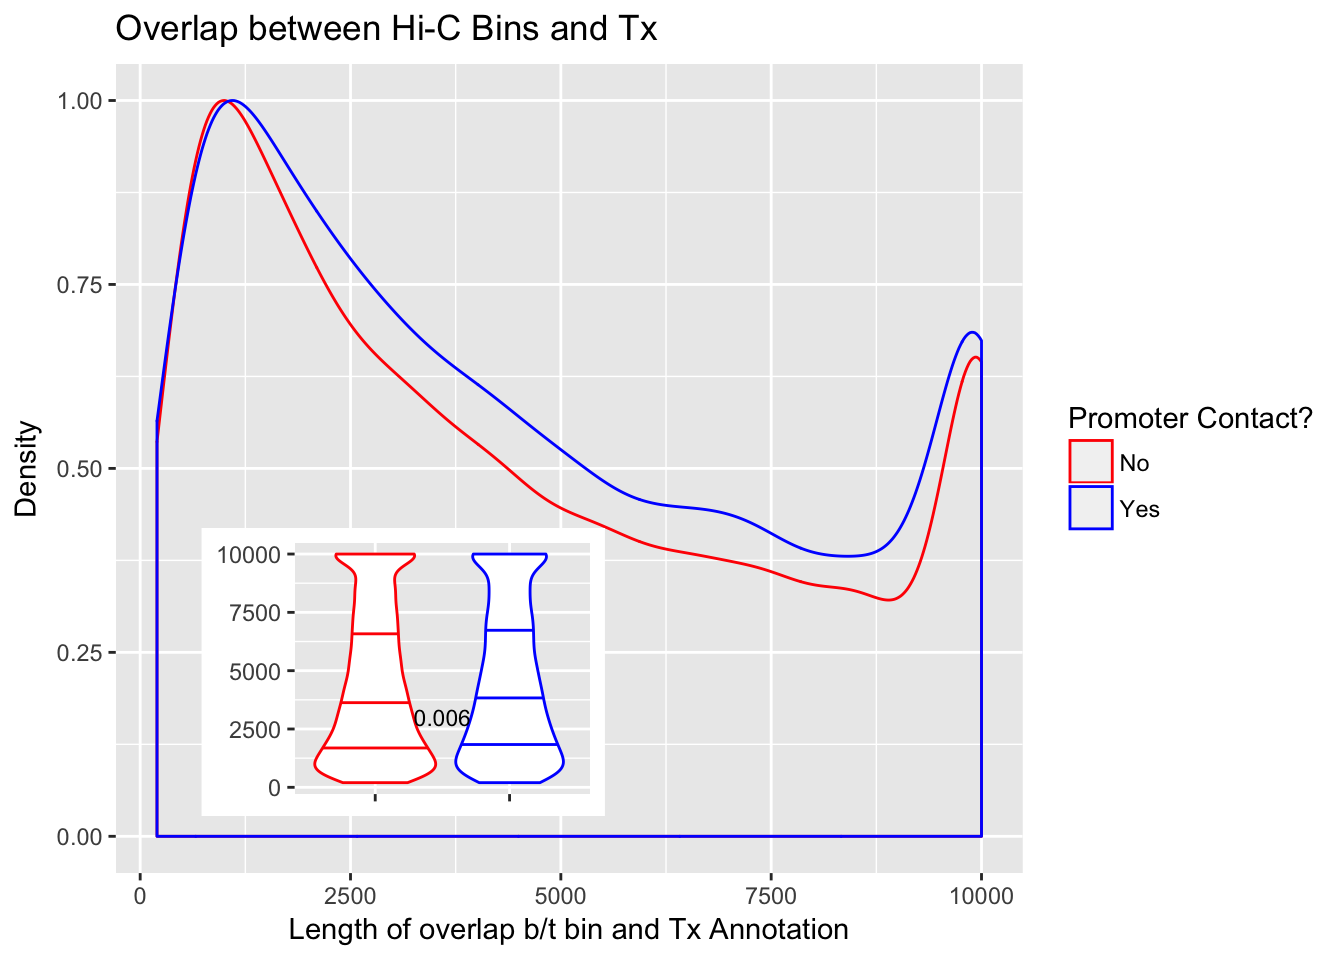 Overlap between Hi-C Bins and Tx
Density
1.00
0.75
0.50
0.25
0.00
10000
7500
5000
2500
0
0.006
0 2500 5000 7500 10000
Length of overlap b/t bin and Tx Annotation
Promoter Contact?
No
Yes